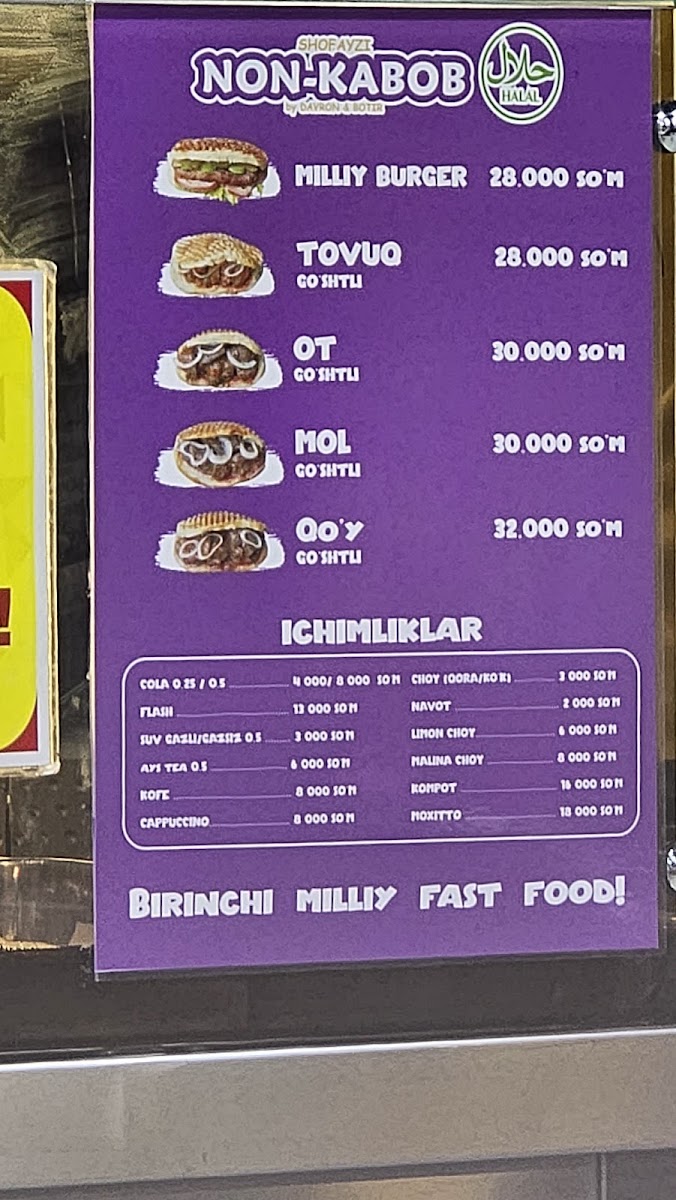 SHOFAYZI
NON-KABOB
by DAVRON & BOTIR
حلال
HALAL
MILLIY BURGER 28.000 SO'M
TOVUQ 28.000 SO'M
GO'SHTLI
OT 30.000 SO'M
GO'SHTLI
MOL 30.000 SO'M
GO'SHTLI
QO'Y 32.000 SO'M
GO'SHTLI
ICHIMLIKLAR
COLA 0.25 / 0.5 4 000/ 8 000 SO'M
FLASH 13 000 SO'M
SUV GAZLI/GAZSIZ 0.5 3 000 SO'M
AYS TEA 0.5 6 000 SO'M
KOFE 8 000 SO'M
CAPPUCCINO 8 000 SO'M
CHOY (QORA/KO'K) 3 000 SO'M
NAVOT 2 000 SO'M
LIMON CHOY 6 000 SO'M
MALINA CHOY 8 000 SO'M
KOMPOT 16 000 SO'M
MOXITTO 18 000 SO'M
BIRINCHI MILLIY FAST FOOD!
!